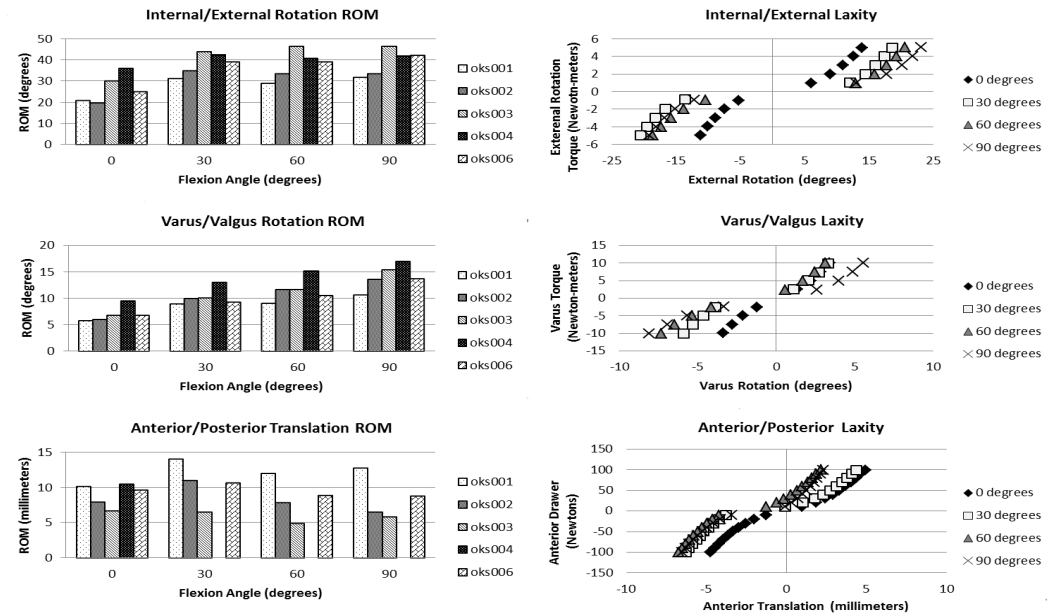 Internal/External Rotation ROM
ROM (degrees)
50
40
30
20
10
0
0 30 60 90
Flexion Angle (degrees)
oks001
oks002
oks003
oks004
oks006
Internal/External Laxity
Exterenal Rotation
Torque (Newotn-meters)
6
4
2
0
-2
-4
-6
-25 -15 -5 5 15 25
External Rotation (degrees)
0 degrees
30 degrees
60 degrees
90 degrees
Varus/Valgus Rotation ROM
ROM (degrees)
20
15
10
5
0
0 30 60 90
Flexion Angle (degrees)
oks001
oks002
oks003
oks004
oks006
Varus/Valgus Laxity
Varus Torque
(Newton-meters)
15
10
5
0
-5
-10
-15
-10 -5 0 5 10
Varus Rotation (degrees)
0 degrees
30 degrees
60 degrees
90 degrees
Anterior/Posterior Translation ROM
ROM (millimeters)
15
10
5
0
0 30 60 90
Flexion Angle (degrees)
oks001
oks002
oks003
oks004
oks006
Anterior/Posterior Laxity
Anterior Drawer
(Newtons)
150
100
50
0
-50
-100
-150
-10 -5 0 5 10
Anterior Translation (millimeters)
0 degrees
30 degrees
60 degrees
90 degrees